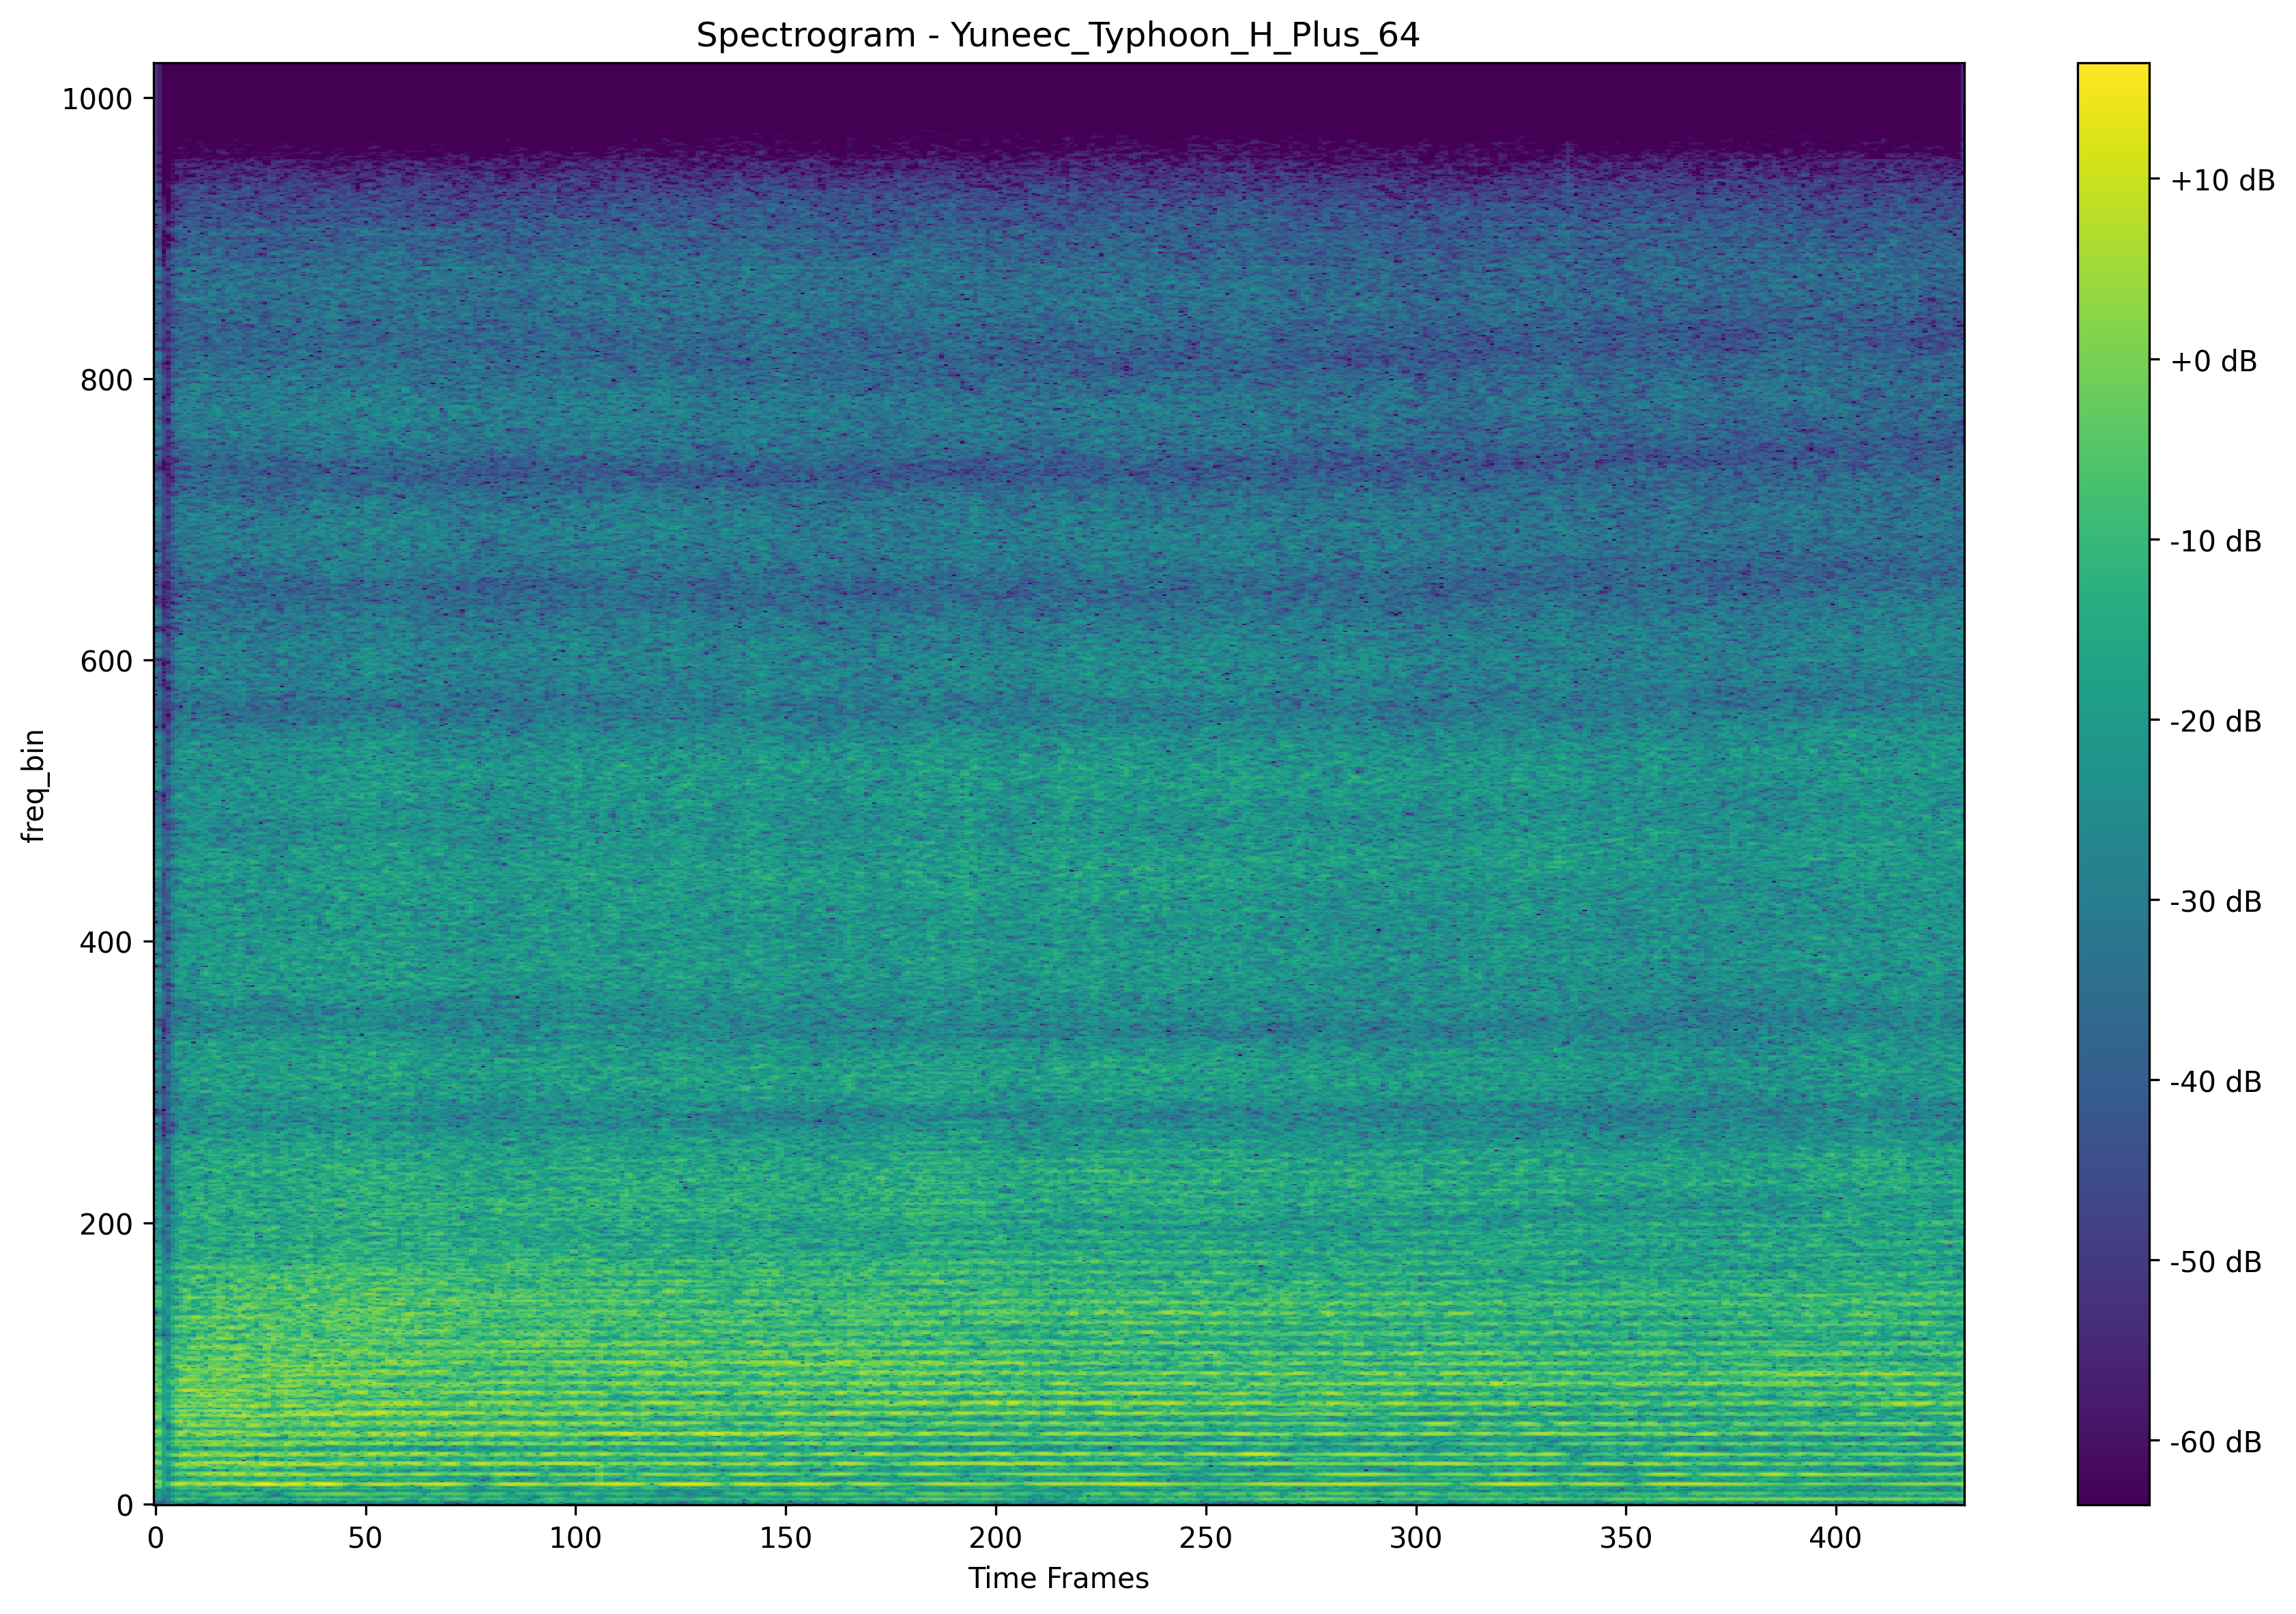 Spectrogram - Yuneec_Typhoon_H_Plus_64
1000
800
600
400
200
0
freq_bin
0 50 100 150 200 250 300 350 400
Time Frames
+10 dB
+0 dB
-10 dB
-20 dB
-30 dB
-40 dB
-50 dB
-60 dB